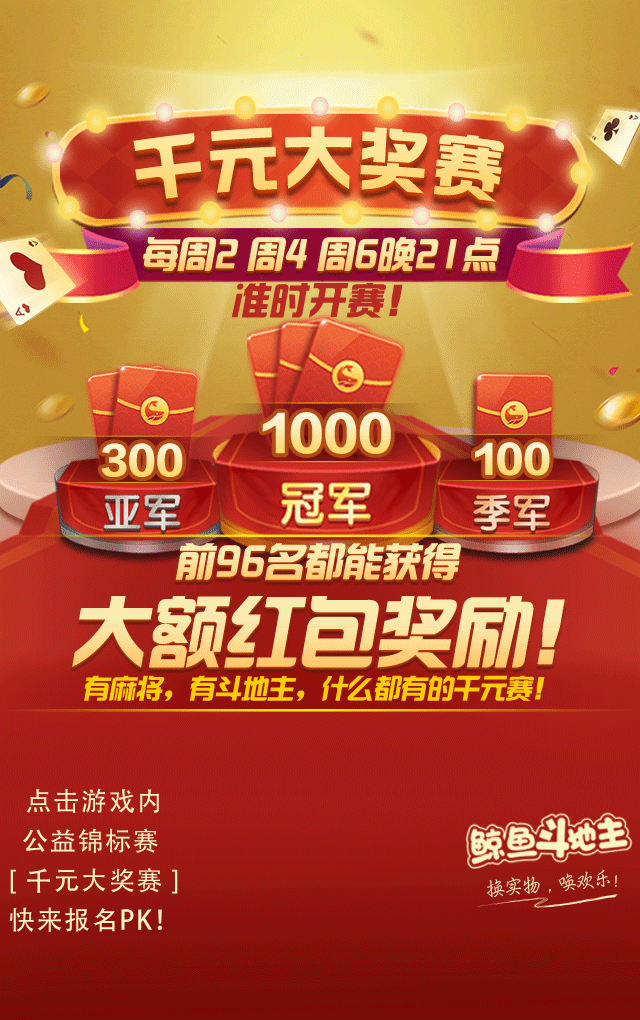 千元大奖赛
每周2 周4 周6晚21点
准时开赛！
1000
300
100
冠军
亚军
季军
前96名都能获得
大额红包奖励！
有麻将，有斗地主，什么都有的千元赛！
点击游戏内
公益锦标赛
[ 千元大奖赛 ]
快来报名PK！
鲸鱼斗地主
换实物，唤欢乐！